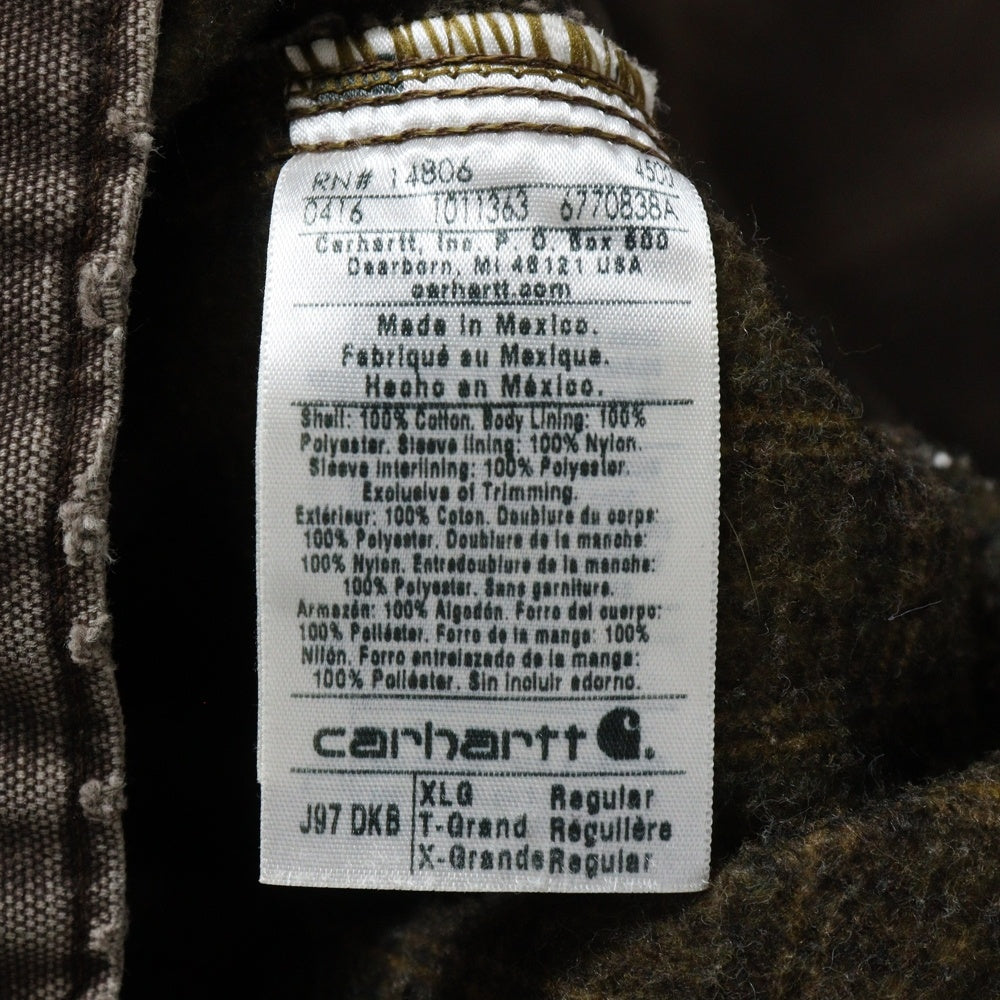 RN# 14806 4500
0416 1011363 6770838A
Carhartt, Inc. P. O. Box 600
Dearborn, MI 48121 USA
carhartt.com
Made in Mexico.
Fabriqué au Mexique.
Hecho en México.
Shell: 100% Cotton. Body Lining: 100%
Polyester. Sleeve lining: 100% Nylon.
Sleeve interlining: 100% Polyester.
Exclusive of Trimming.
Extérieur: 100% Coton. Doublure du corps:
100% Polyester. Doublure de la manche:
100% Nylon. Entredoublure de la manche:
100% Polyester. Sans garniture.
Armazón: 100% Algodón. Forro del cuerpo:
100% Poliéster. Forro de la manga: 100%
Nilón. Forro entrelazado de la manga:
100% Poliéster. Sin incluir adorno.
carhartt
J97 DKB XLG Regular
T-Grand Régulière
X-Grande Regular